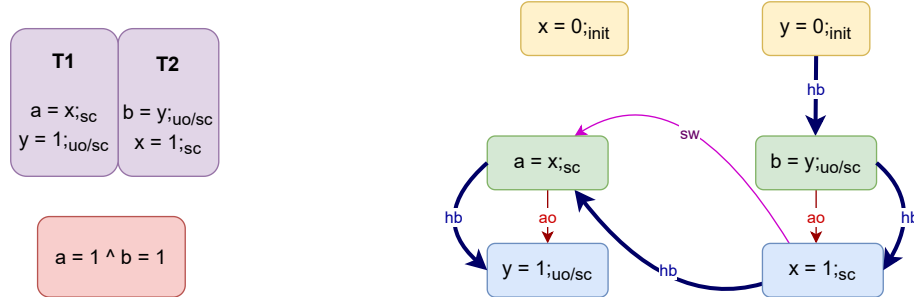 T1
a = x;sc
y = 1;uo/sc
T2
b = y;uo/sc
x = 1;sc
a = 1 ^ b = 1
x = 0;init
y = 0;init
hb
sw
a = x;sc
b = y;uo/sc
hb
ao
ao
hb
y = 1;uo/sc
hb
x = 1;sc